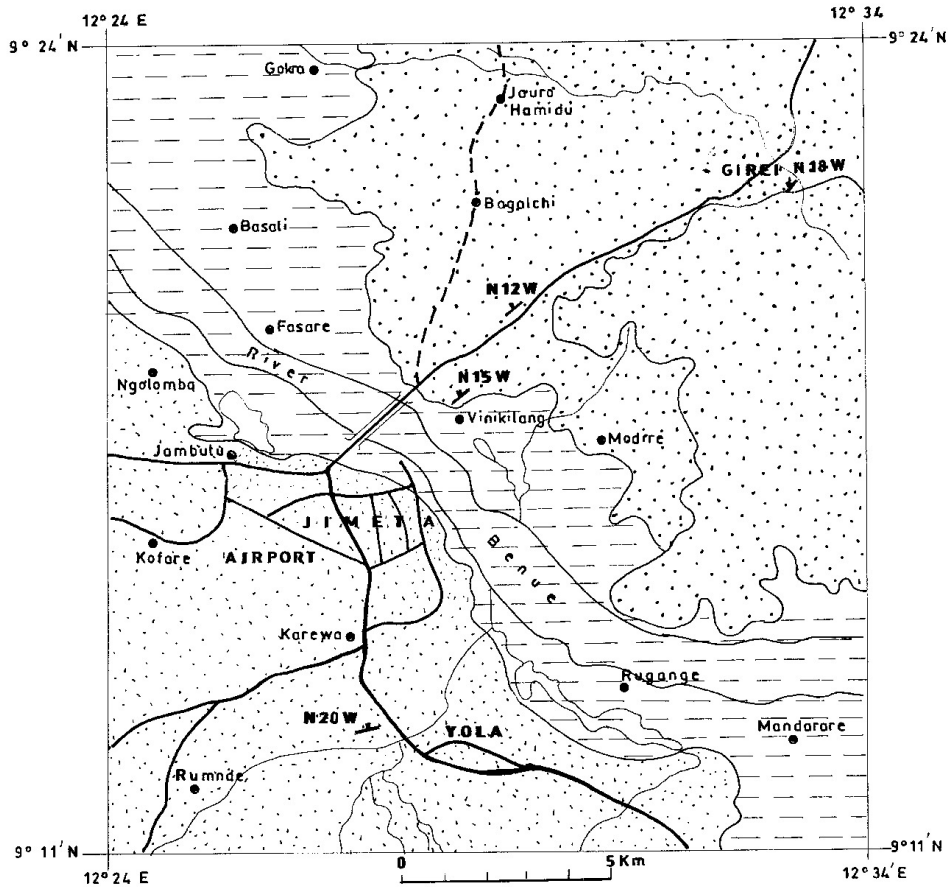 12° 24 E
12° 34
9° 24' N
9° 24' N
Gokra
Jauro
Hamidu
GIREI N 18 W
Bagalchi
Basali
N 12 W
Fasare
River
Ngolomba
N 15 W
Vinikilang
Modire
Jambutu
JIMETA
Kofare
AIRPORT
Benue
Karewa
Rugange
N 20 W
YOLA
Mandarare
Rumnde
9° 11' N
9° 11' N
0
5 Km
12° 24 E
12° 34' E